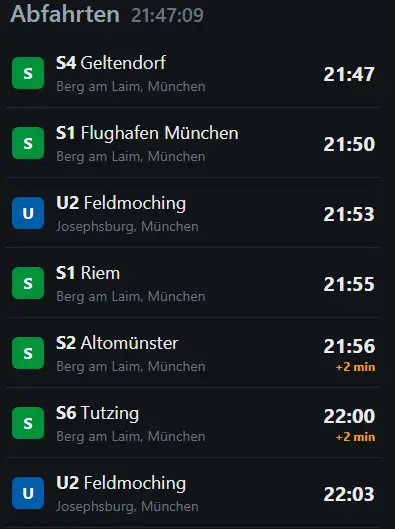 Abfahrten 21:47:09
S S4 Geltendorf 21:47
Berg am Laim, München
S S1 Flughafen München 21:50
Berg am Laim, München
U U2 Feldmoching 21:53
Josephsburg, München
S S1 Riem 21:55
Berg am Laim, München
S S2 Altomünster 21:56
Berg am Laim, München +2 min
S S6 Tutzing 22:00
Berg am Laim, München +2 min
U U2 Feldmoching 22:03
Josephsburg, München